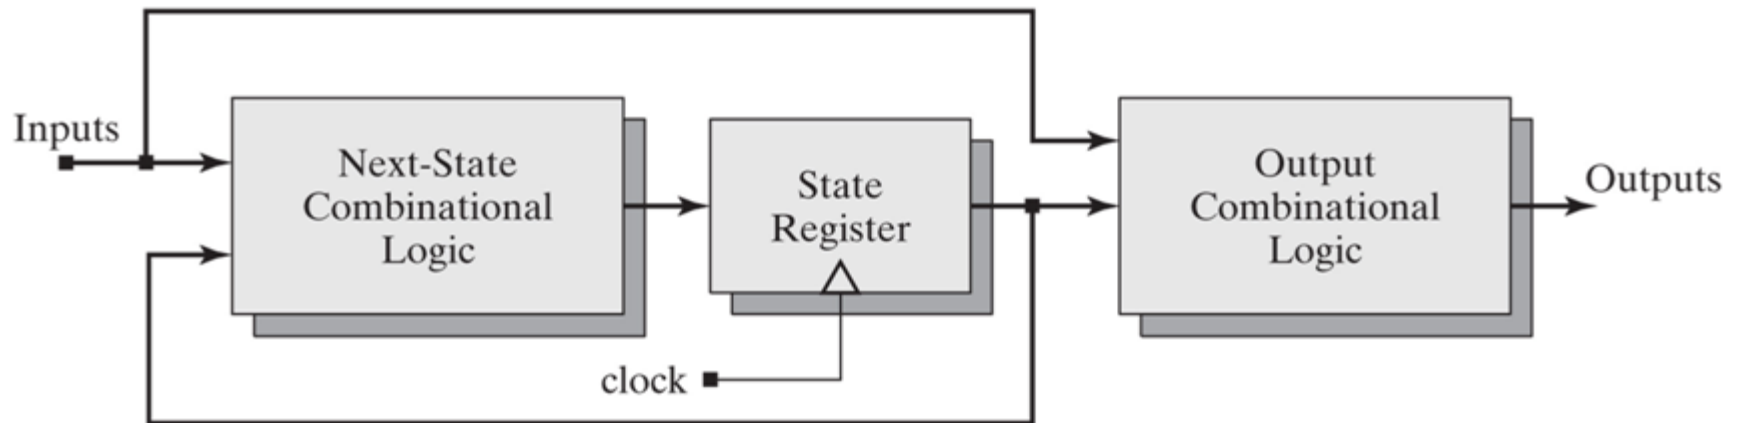 Inputs
Next-State
Combinational
Logic
State
Register
clock
Output
Combinational
Logic
Outputs